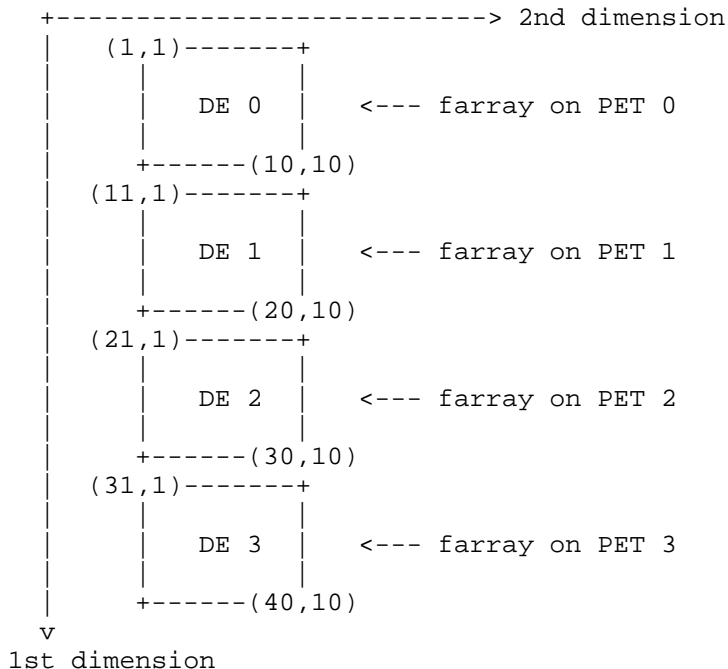 +-----------------------------> 2nd dimension
|   (1,1)-------+
|      |          |
|      |   DE 0   |   <--- farray on PET 0
|      |          |
|      +------(10,10)
|  (11,1)-------+
|      |          |
|      |   DE 1   |   <--- farray on PET 1
|      |          |
|      +------(20,10)
|  (21,1)-------+
|      |          |
|      |   DE 2   |   <--- farray on PET 2
|      |          |
|      +------(30,10)
|  (31,1)-------+
|      |          |
|      |   DE 3   |   <--- farray on PET 3
|      |          |
|      +------(40,10)
v
1st dimension